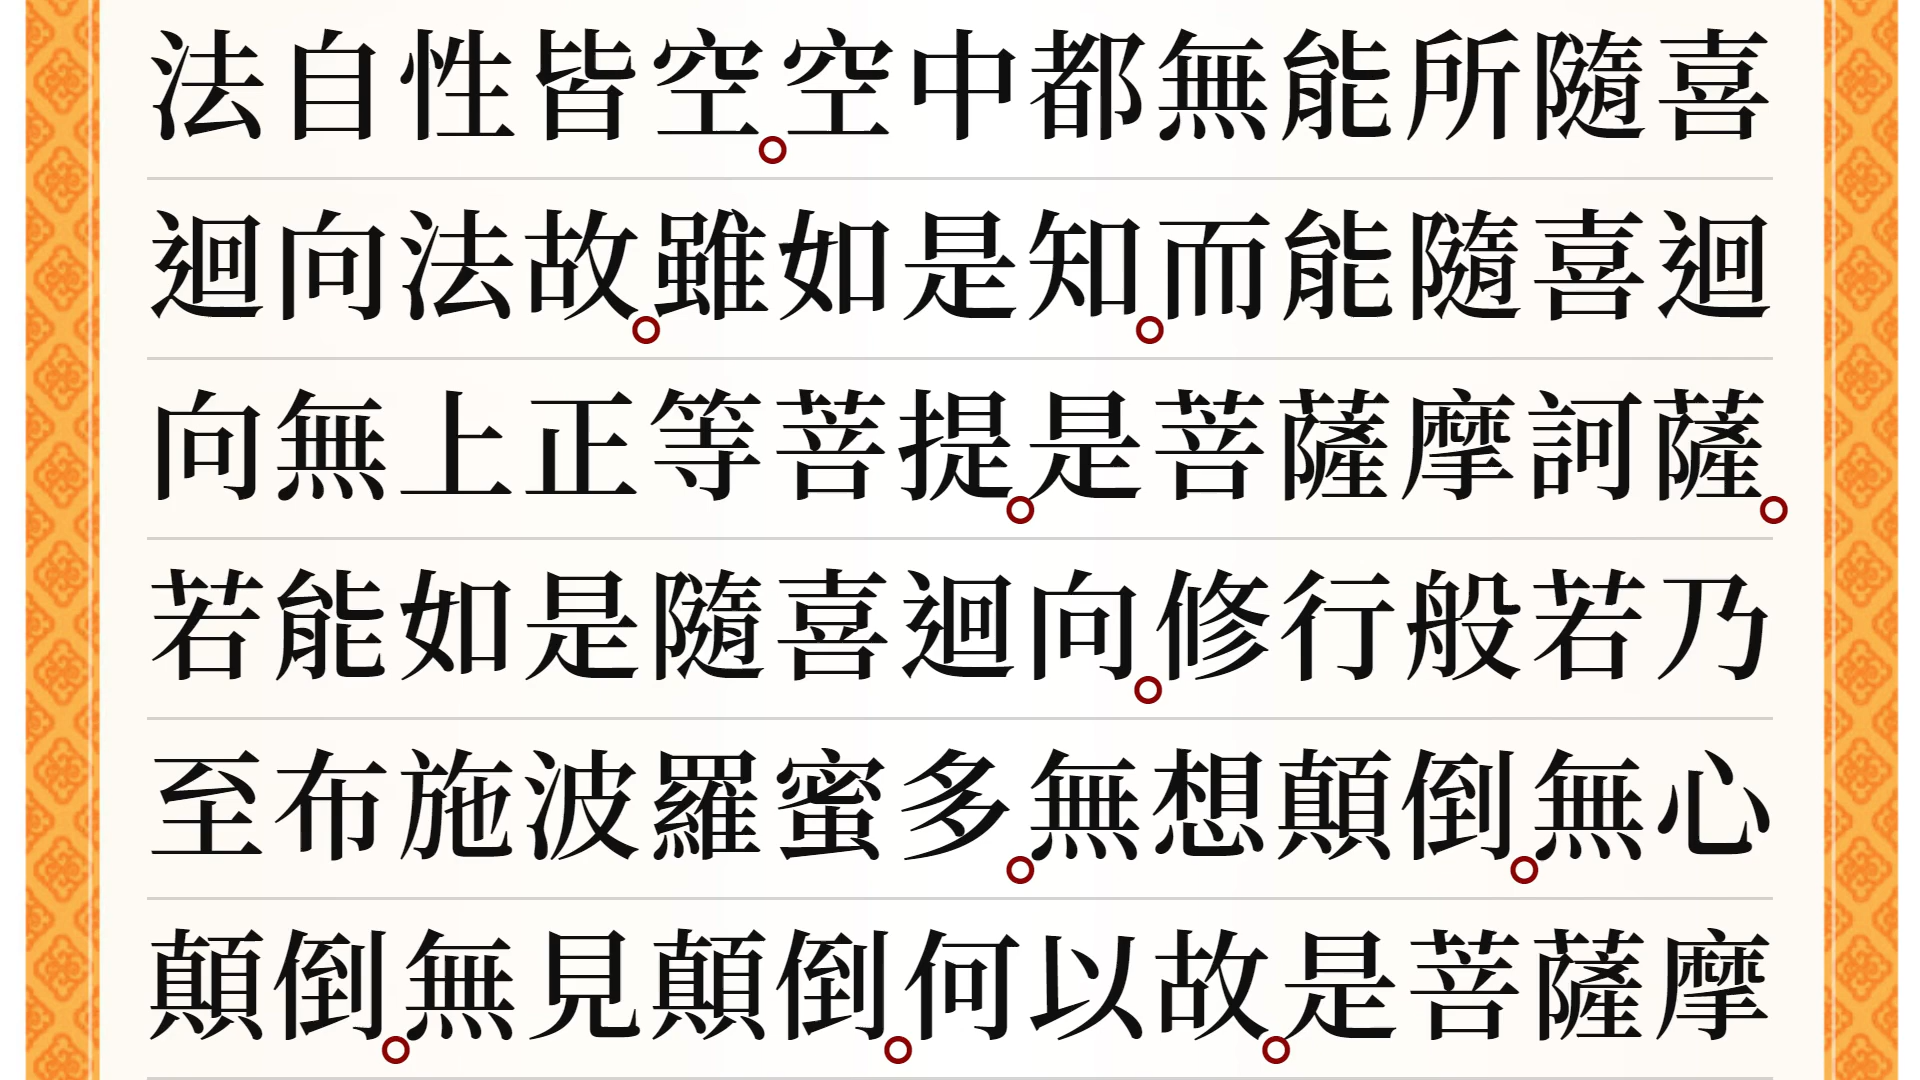 法自性皆空。空中都無能所隨喜
迴向法故。雖如是知。而能隨喜迴
向無上正等菩提。是菩薩摩訶薩。
若能如是隨喜迴向。修行般若乃
至布施波羅蜜多。無想顛倒。無心
顛倒。無見顛倒。何以故。是菩薩摩